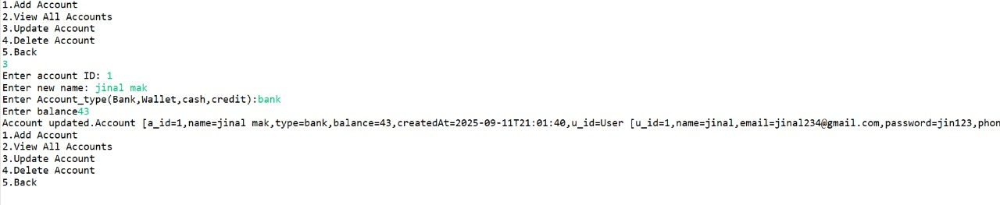 1.Add Account
2.View All Accounts
3.Update Account
4.Delete Account
5.Back
3
Enter account ID: 1
Enter new name: jinal mak
Enter Account_type(Bank,Wallet,cash,credit):bank
Enter balance43
Account updated.Account [a_id=1,name=jinal mak,type=bank,balance=43,createdAt=2025-09-11T21:01:40,u_id=User [u_id=1,name=jinal,email=jinal234@gmail.com,password=jin123,phon
1.Add Account
2.View All Accounts
3.Update Account
4.Delete Account
5.Back